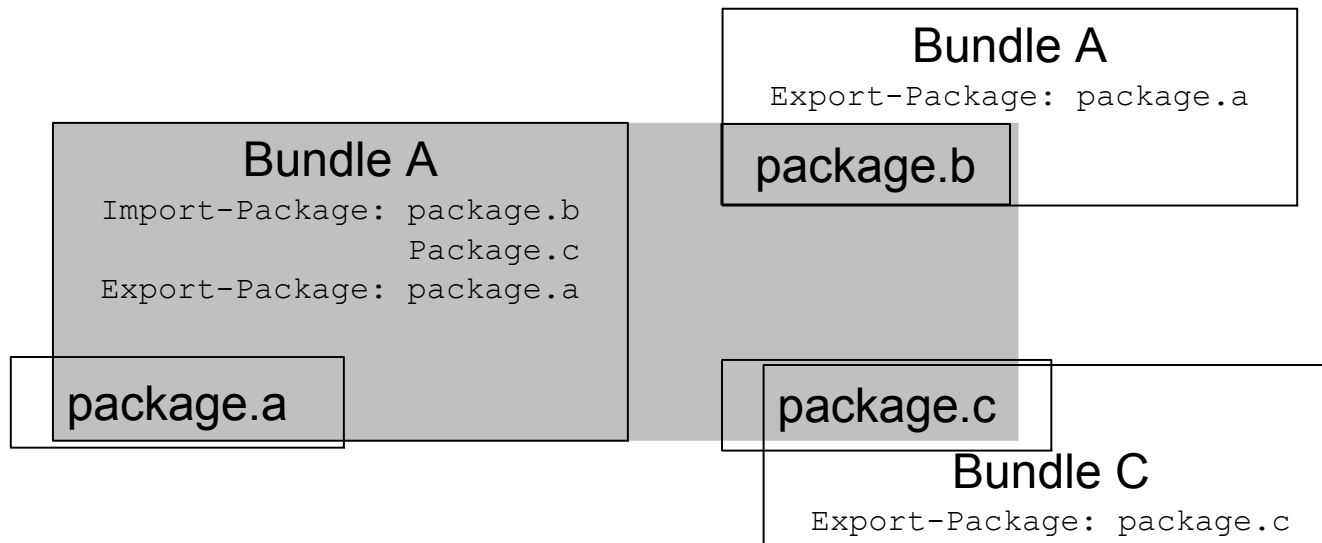 Bundle A
Export-Package: package.a
Bundle A
package.b
Import-Package: package.b
Package.c
Export-Package: package.a
package.a
package.c
Bundle C
Export-Package: package.c